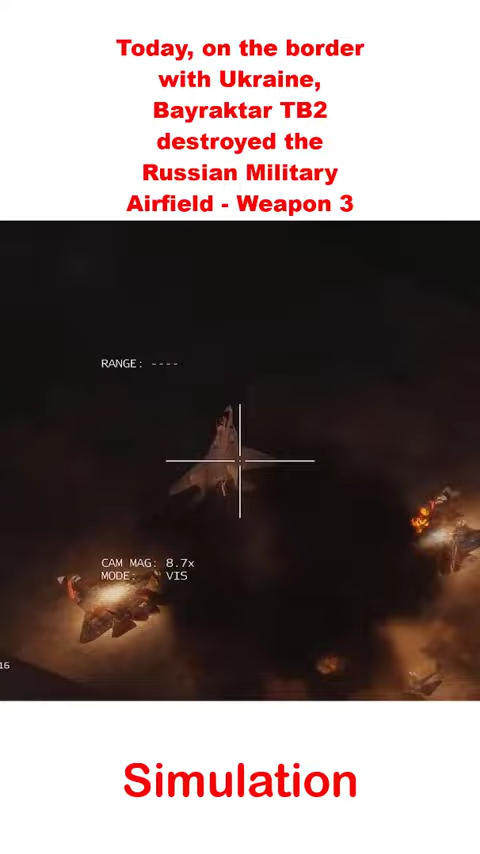 Today, on the border
with Ukraine,
Bayraktar TB2
destroyed the
Russian Military
Airfield - Weapon 3
RANGE: ----
CAM MAG: 8.7x
MODE: VIS
16
Simulation